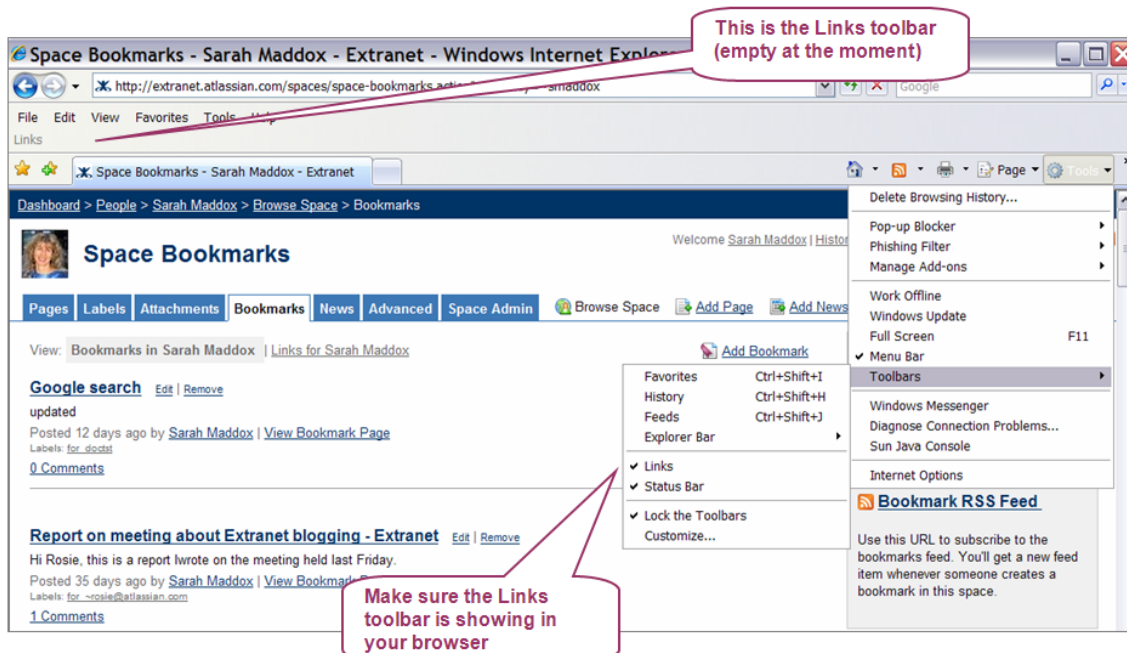 This is the Links toolbar
(empty at the moment)
Space Bookmarks - Sarah Maddox - Extranet - Windows Internet Explor
http://extranet.atlassian.com/spaces/space-bookmarks.action
smaddox
Google
File Edit View Favorites Tools Help
Links
Space Bookmarks - Sarah Maddox - Extranet
Page
Tools
Dashboard > People > Sarah Maddox > Browse Space > Bookmarks
Welcome Sarah Maddox | Histor
Space Bookmarks
Pages Labels Attachments Bookmarks News Advanced Space Admin Browse Space Add Page Add News
View: Bookmarks in Sarah Maddox | Links for Sarah Maddox
Add Bookmark
Google search Edit | Remove
updated
Posted 12 days ago by Sarah Maddox | View Bookmark Page
Labels: for_doctst
0 Comments
Report on meeting about Extranet blogging - Extranet Edit | Remove
Hi Rosie, this is a report Iwrote on the meeting held last Friday.
Posted 35 days ago by Sarah Maddox | View Bookmark
Labels: for_~rosie@atlassian.com
1 Comments
Delete Browsing History...
Pop-up Blocker
Phishing Filter
Manage Add-ons
Work Offline
Windows Update
Full Screen F11
Menu Bar
Toolbars
Windows Messenger
Diagnose Connection Problems...
Sun Java Console
Internet Options
Favorites Ctrl+Shift+I
History Ctrl+Shift+H
Feeds Ctrl+Shift+J
Explorer Bar
Links
Status Bar
Lock the Toolbars
Customize...
Bookmark RSS Feed
Use this URL to subscribe to the
bookmarks feed. You'll get a new feed
item whenever someone creates a
bookmark in this space.
Make sure the Links
toolbar is showing in
your browser